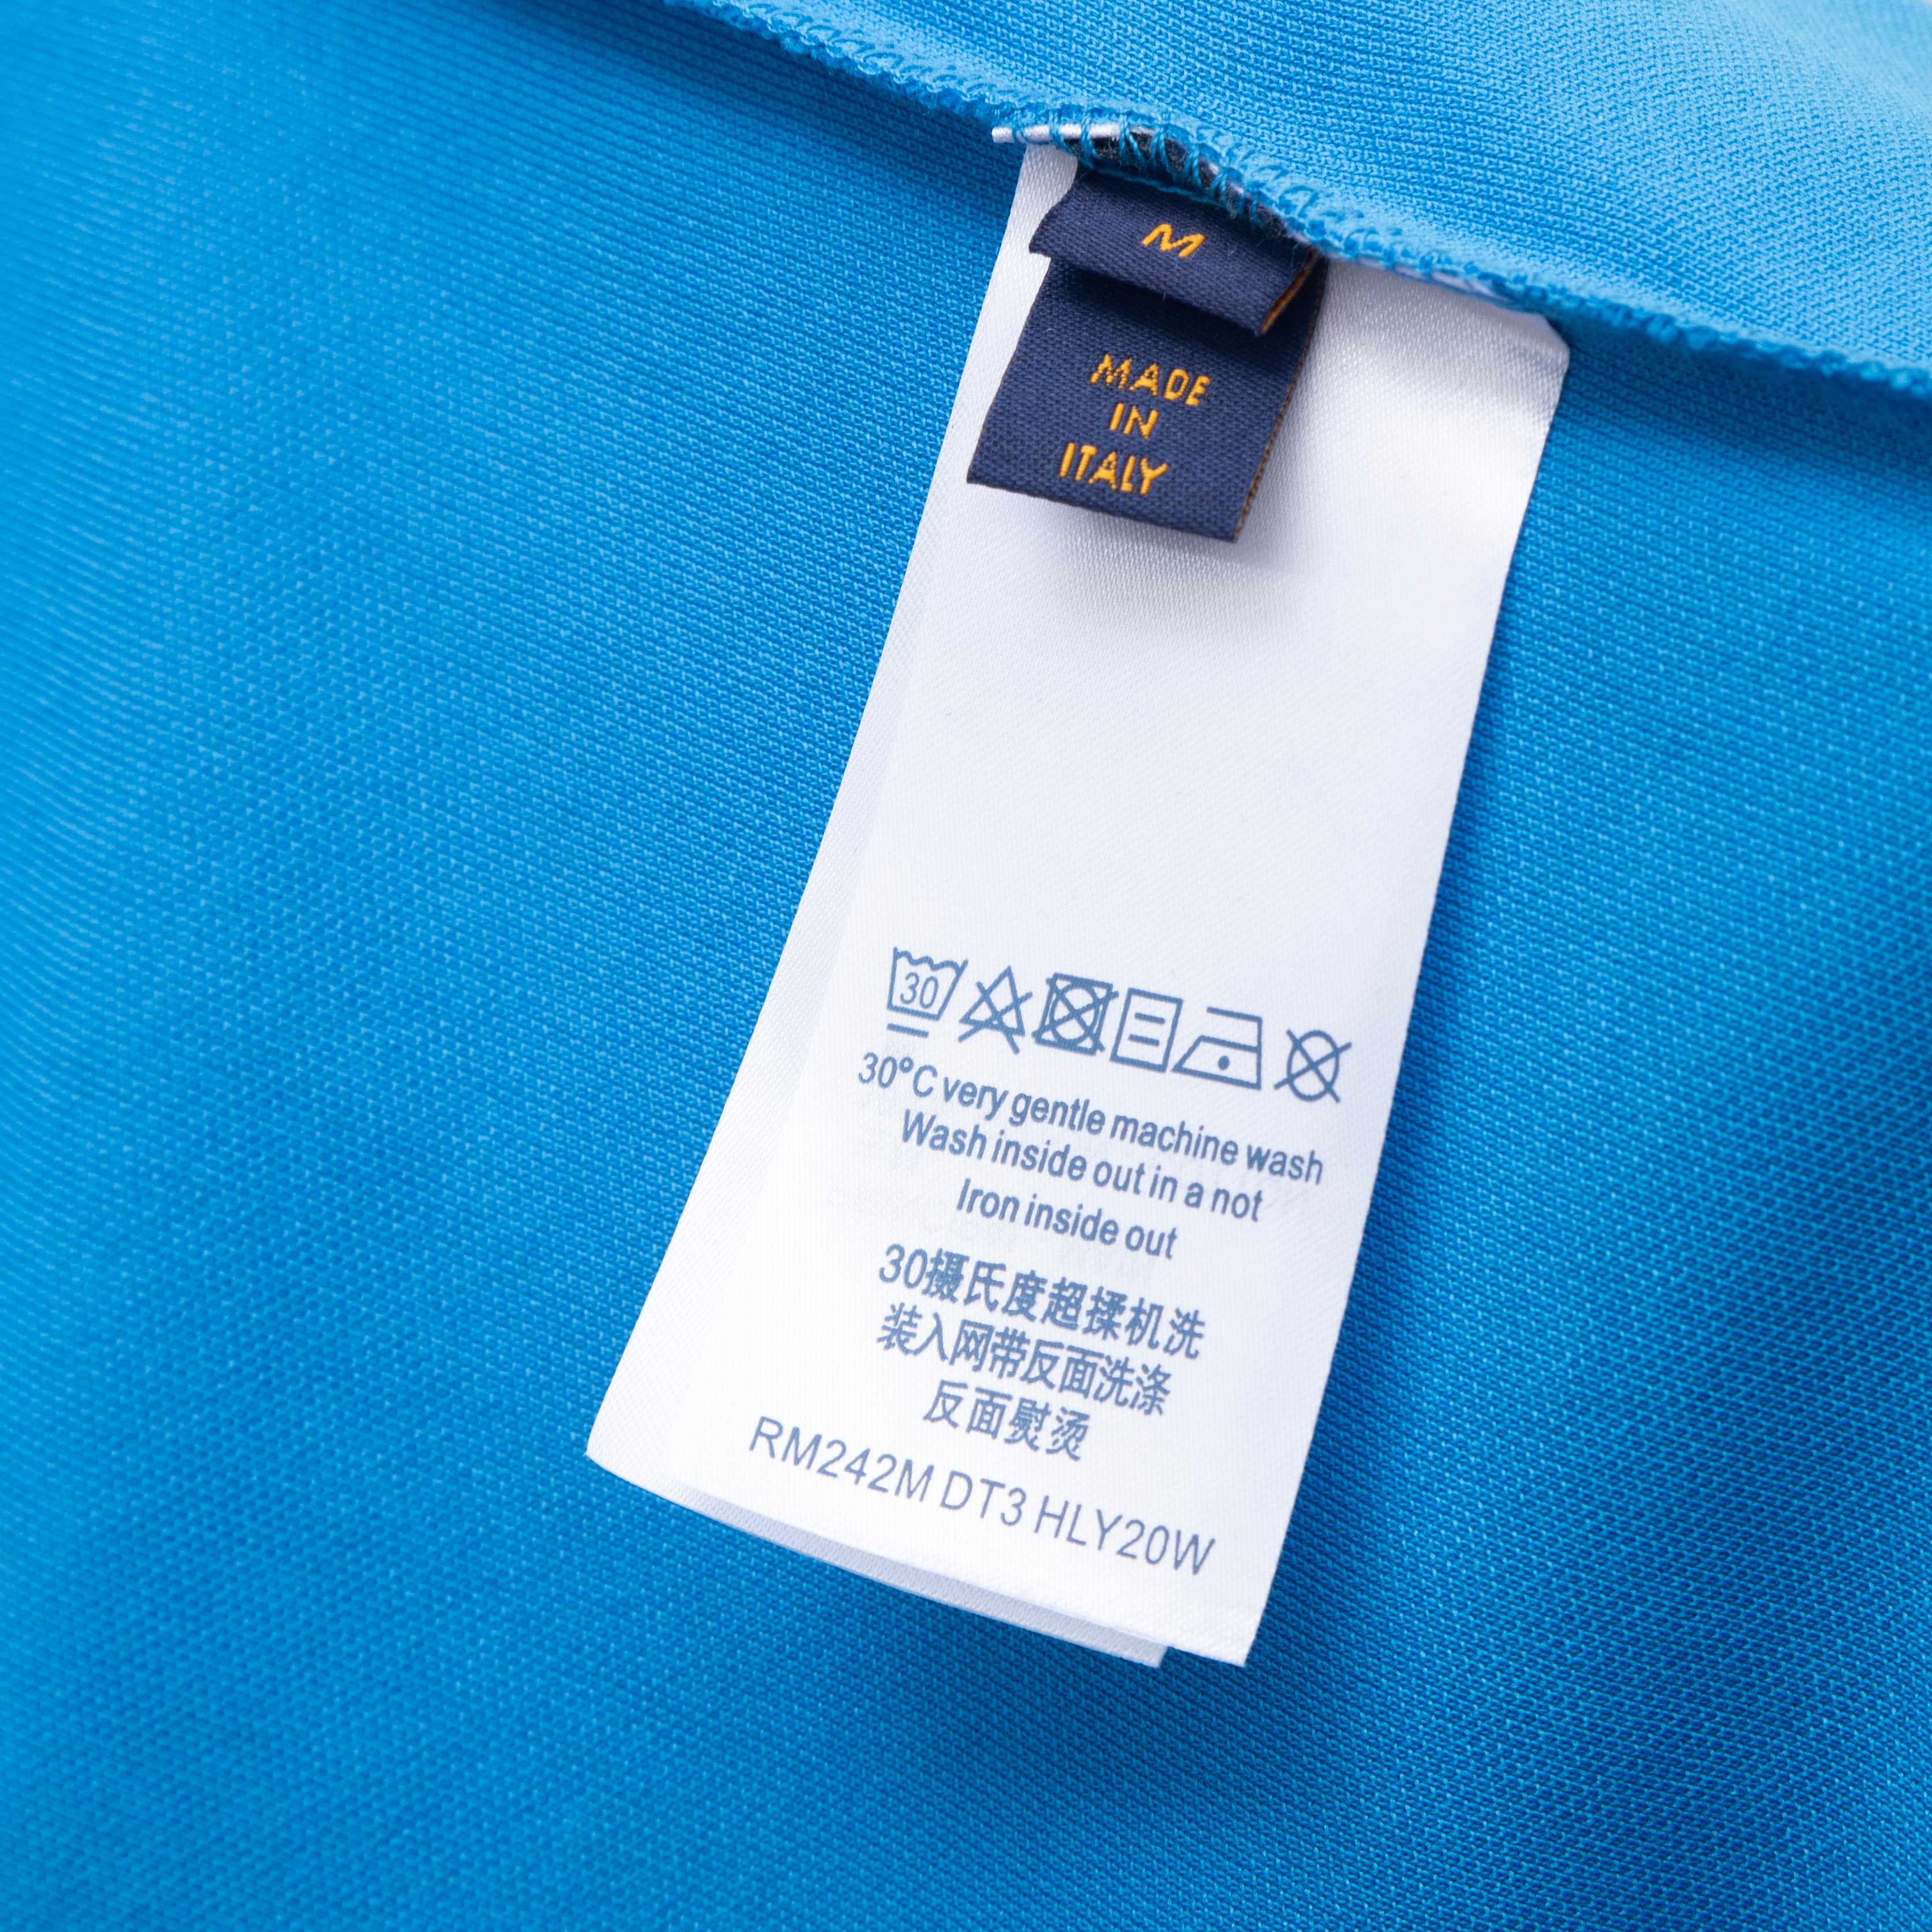 M
MADE
IN
ITALY
30
30°C very gentle machine wash
Wash inside out in a not
Iron inside out
30摄氏度超揉机洗
装入网带反面洗涤
反面熨烫
RM242M DT3 HLY20W